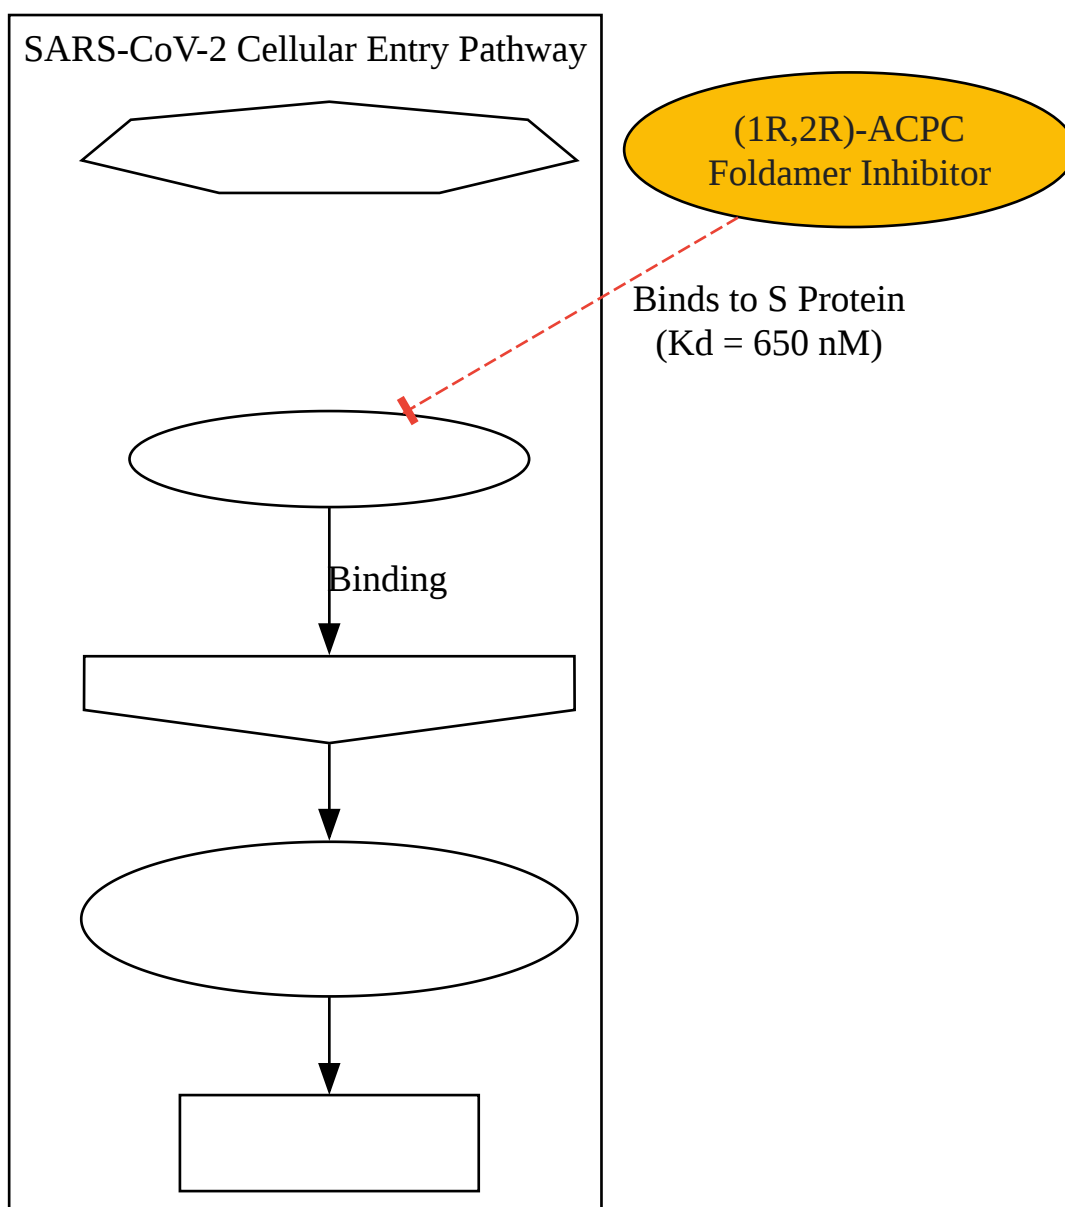 SARS-CoV-2 Cellular Entry Pathway
(1R,2R)-ACPC
Foldamer Inhibitor
Binds to S Protein
(Kd = 650 nM)
Binding